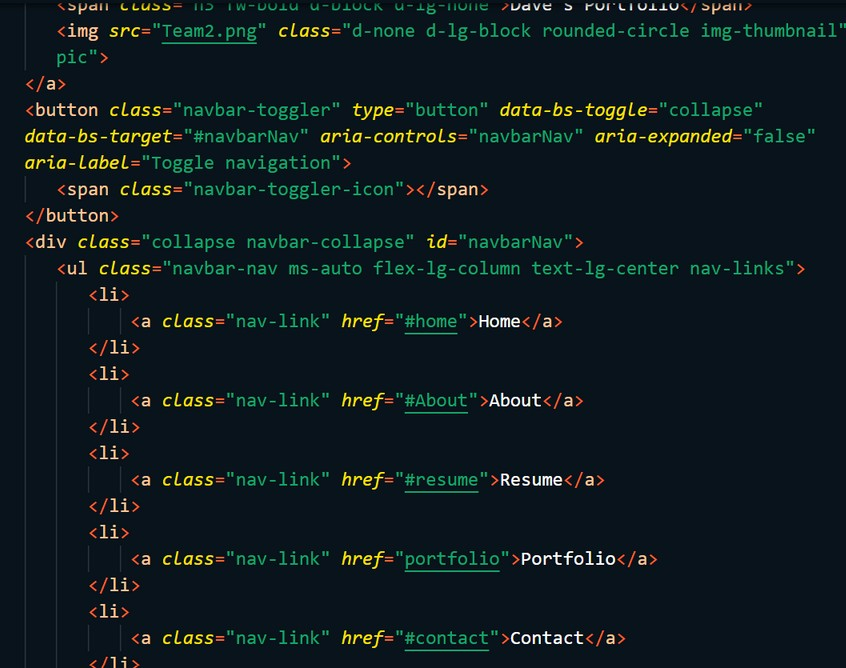 <span class="h3 fw-bold d-block d-lg-none">Dave's Portfolio</span>
<img src="Team2.png" class="d-none d-lg-block rounded-circle img-thumbnail"
pic">
</a>
<button class="navbar-toggler" type="button" data-bs-toggle="collapse"
data-bs-target="#navbarNav" aria-controls="navbarNav" aria-expanded="false"
aria-label="Toggle navigation">
<span class="navbar-toggler-icon"></span>
</button>
<div class="collapse navbar-collapse" id="navbarNav">
<ul class="navbar-nav ms-auto flex-lg-column text-lg-center nav-links">
<li>
<a class="nav-link" href="#home">Home</a>
</li>
<li>
<a class="nav-link" href="#About">About</a>
</li>
<li>
<a class="nav-link" href="#resume">Resume</a>
</li>
<li>
<a class="nav-link" href="portfolio">Portfolio</a>
</li>
<li>
<a class="nav-link" href="#contact">Contact</a>
</li>